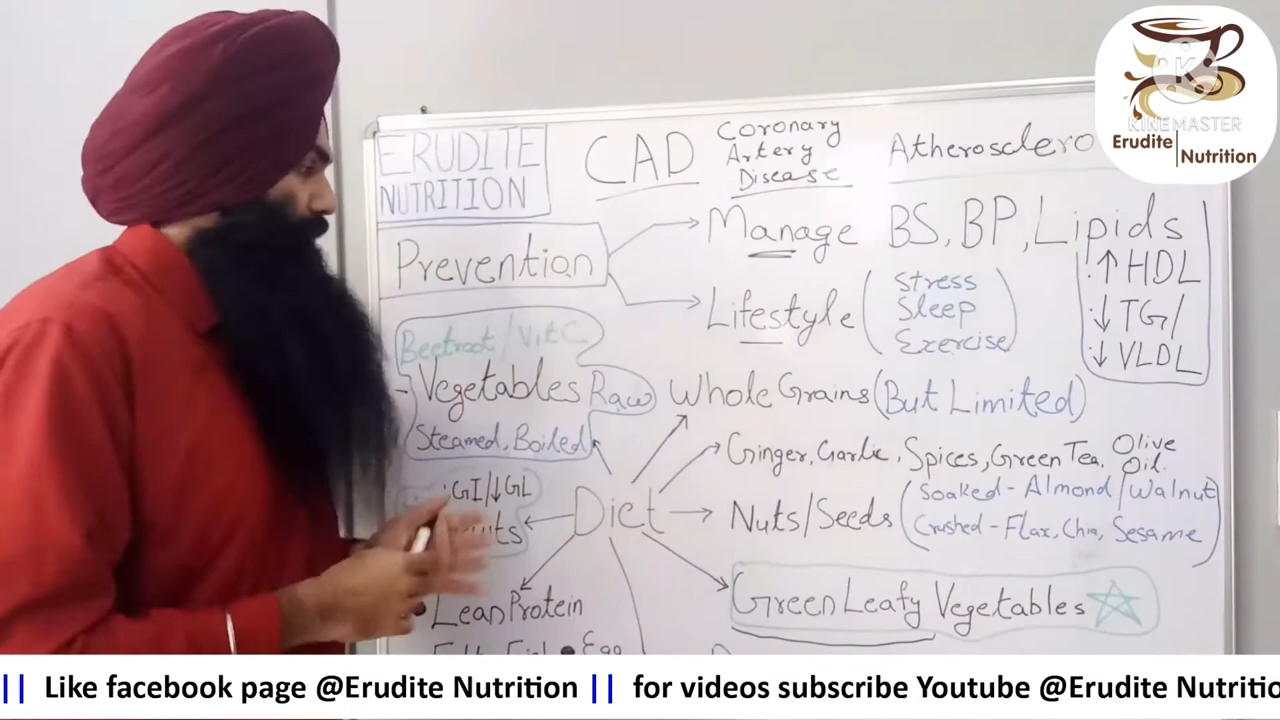 ERUDITE
NUTRITION
CAD
Coronary
Artery
Disease
Atherosclero
KINEMASTER
Erudite
Nutrition
Prevention
Manage BS, BP, Lipids
↑ HDL
↓ TG/
↓ VLDL
Lifestyle
Stress
Sleep
Exercise
Beetroot/Vit C
- Vegetables Raw
Steamed, Boiled
Whole Grains (But Limited)
Ginger, Garlic, Spices, Green Tea, Olive
Oil.
GI/↓GL
Diet
Nuts/Seeds
Soaked - Almond/Walnut
Crushed - Flax, Chia, Sesame
Green Leafy Vegetables
Lean Protein
Egg
|| Like facebook page @Erudite Nutrition || for videos subscribe Youtube @Erudite Nutritio